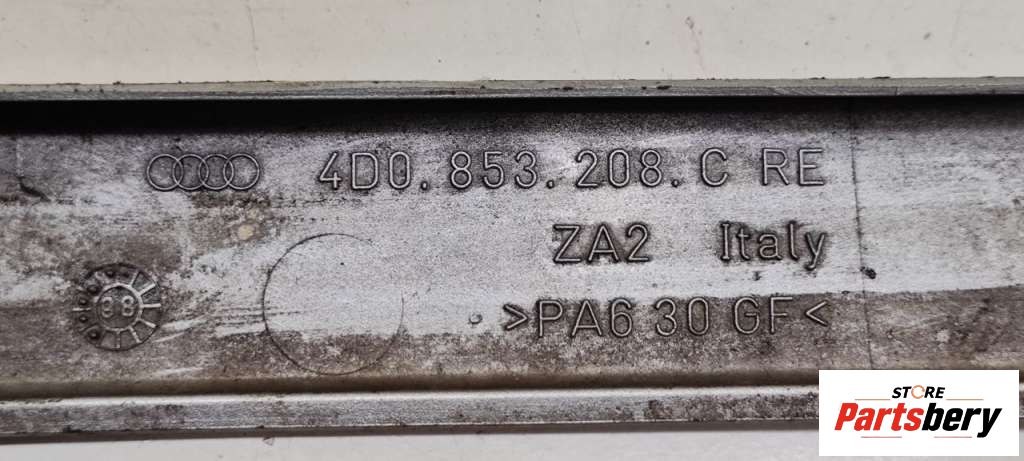 4D0.853.208.C RE
ZA2 Italy
>PA6 30 GF<
STORE
Partsbery